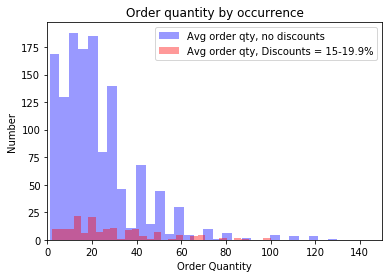 Order quantity by occurrence
Avg order qty, no discounts
Avg order qty, Discounts = 15-19.9%
Number
175
150
125
100
75
50
25
0
0 20 40 60 80 100 120 140
Order Quantity